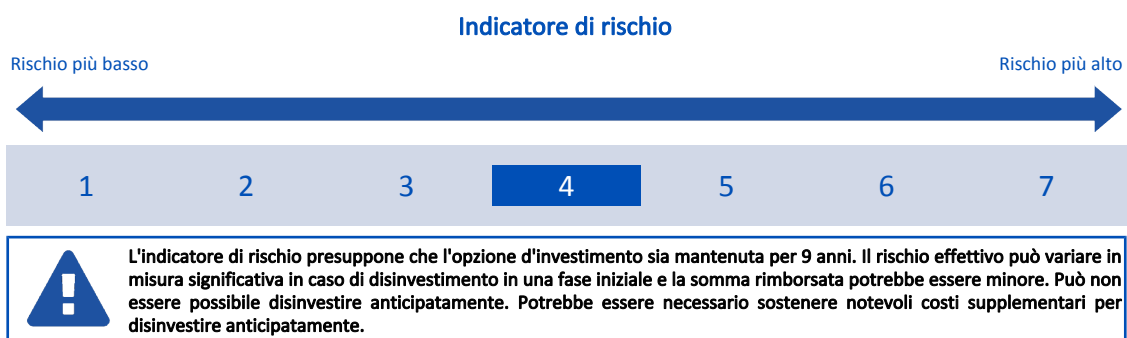 Indicatore di rischio
Rischio più basso
Rischio più alto
1 2 3 4 5 6 7
L'indicatore di rischio presuppone che l'opzione d'investimento sia mantenuta per 9 anni. Il rischio effettivo può variare in
misura significativa in caso di disinvestimento in una fase iniziale e la somma rimborsata potrebbe essere minore. Può non
essere possibile disinvestire anticipatamente. Potrebbe essere necessario sostenere notevoli costi supplementari per
disinvestire anticipatamente.